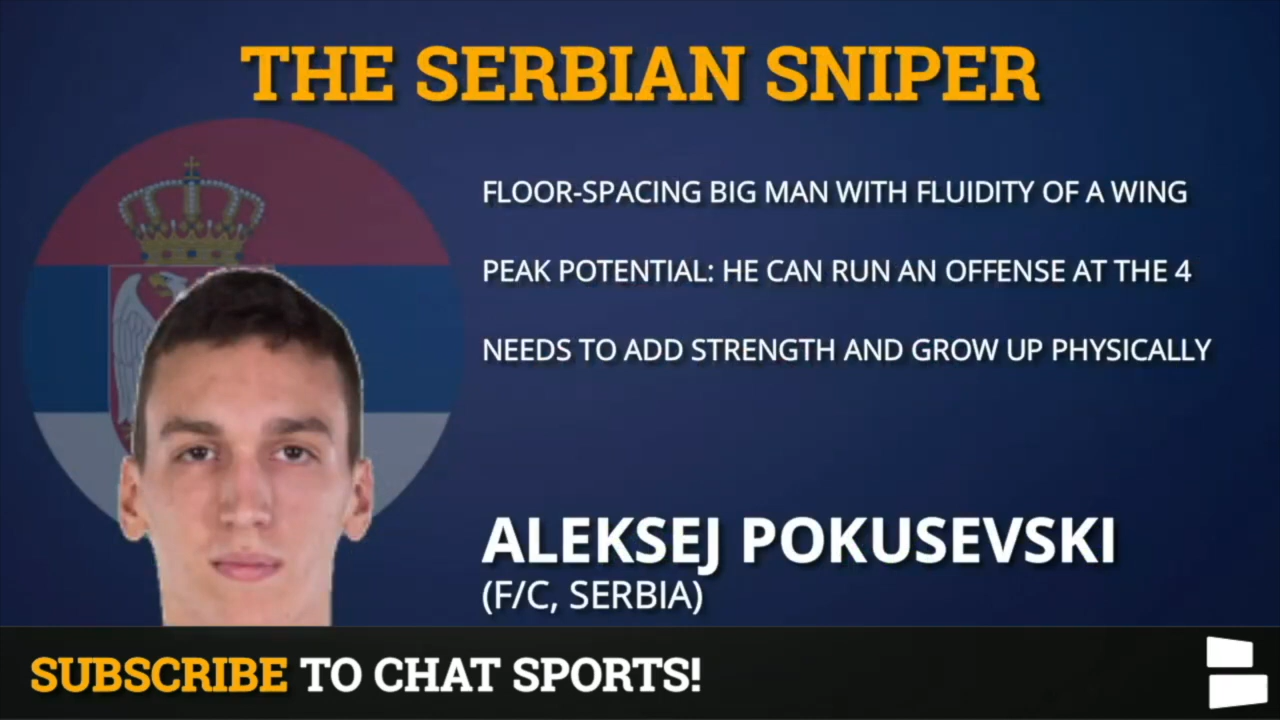 THE SERBIAN SNIPER
FLOOR-SPACING BIG MAN WITH FLUIDITY OF A WING
PEAK POTENTIAL: HE CAN RUN AN OFFENSE AT THE 4
NEEDS TO ADD STRENGTH AND GROW UP PHYSICALLY
ALEKSEJ POKUSEVSKI
(F/C, SERBIA)
SUBSCRIBE TO CHAT SPORTS!